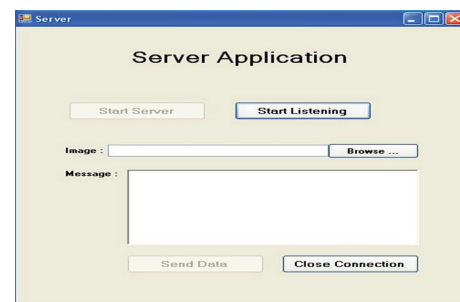 Server
Server Application
Start Server Start Listening
Image : Browse ...
Message :
Send Data Close Connection